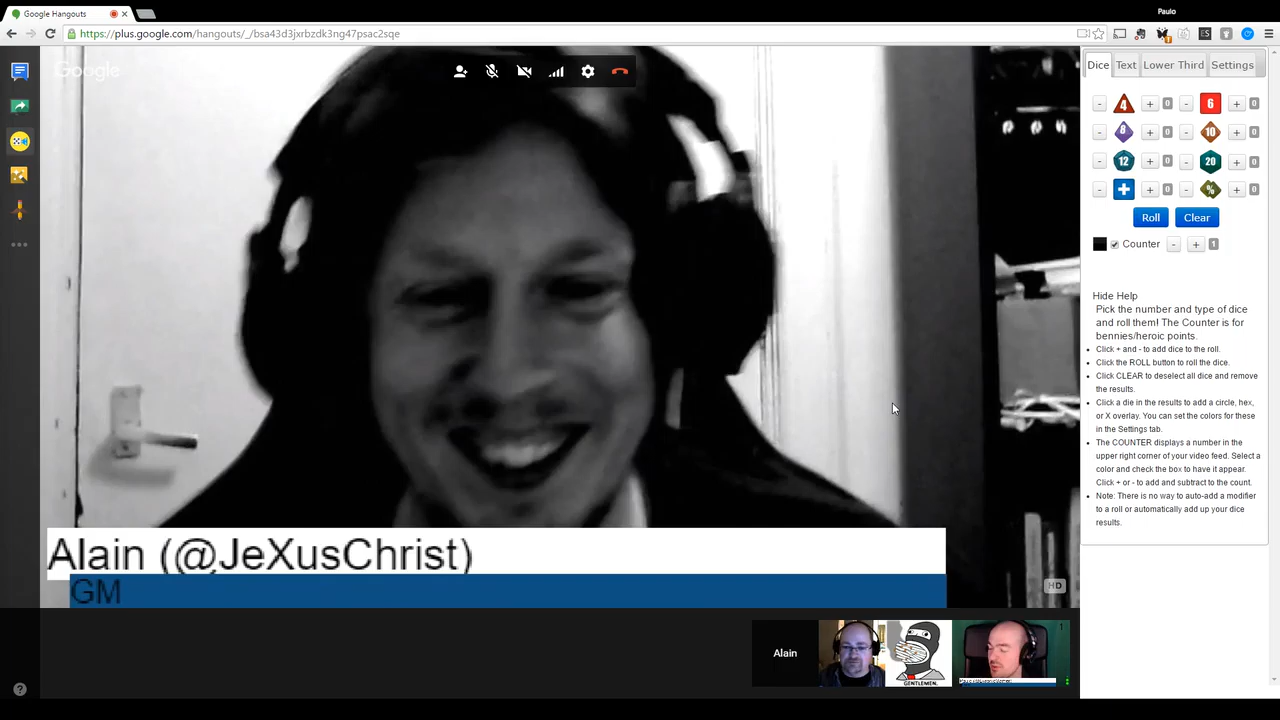 Paulo
Google Hangouts
https://plus.google.com/hangouts/_/bsa43d3jxrbzdk3ng47psac2sqe
Google
Dice Text Lower Third Settings
- 4 + 0 - 6 + 0
- 8 + 0 - 10 + 0
- 12 + 0 - 20 + 0
- + + 0 - % + 0
Roll Clear
Counter - + 1
Hide Help
Pick the number and type of dice
and roll them! The Counter is for
bennies/heroic points.
Click + and - to add dice to the roll.
Click the ROLL button to roll the dice.
Click CLEAR to deselect all dice and remove
the results.
Click a die in the results to add a circle, hex,
or X overlay. You can set the colors for these
in the Settings tab.
The COUNTER displays a number in the
upper right corner of your video feed. Select a
color and check the box to have it appear.
Click + or - to add and subtract to the count.
Note: There is no way to auto-add a modifier
to a roll or automatically add up your dice
results.
Alain (@JeXusChrist)
GM
HD
Alain
GENTLEMEN.